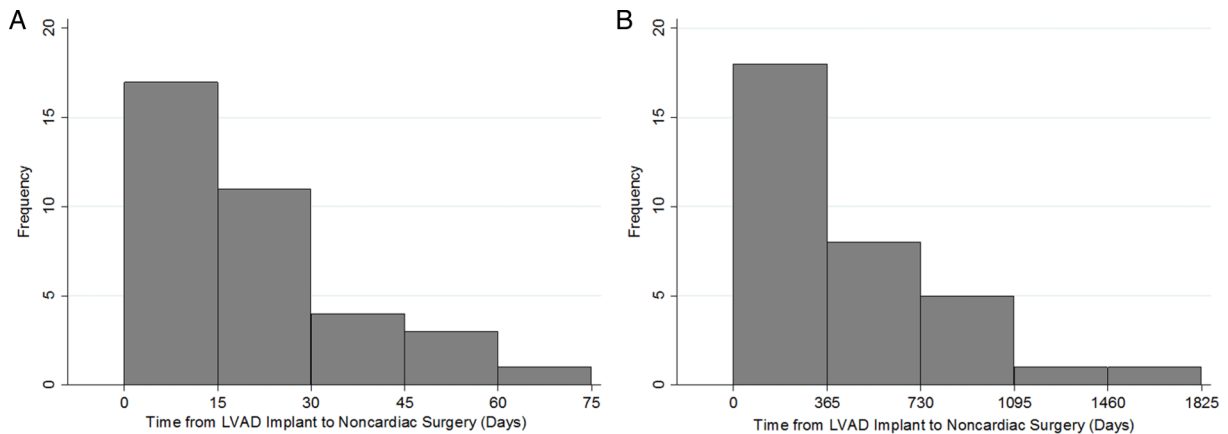 A
20
15
10
5
0
Frequency
0 15 30 45 60 75
Time from LVAD Implant to Noncardiac Surgery (Days)
B
20
15
10
5
0
Frequency
0 365 730 1095 1460 1825
Time from LVAD Implant to Noncardiac Surgery (Days)